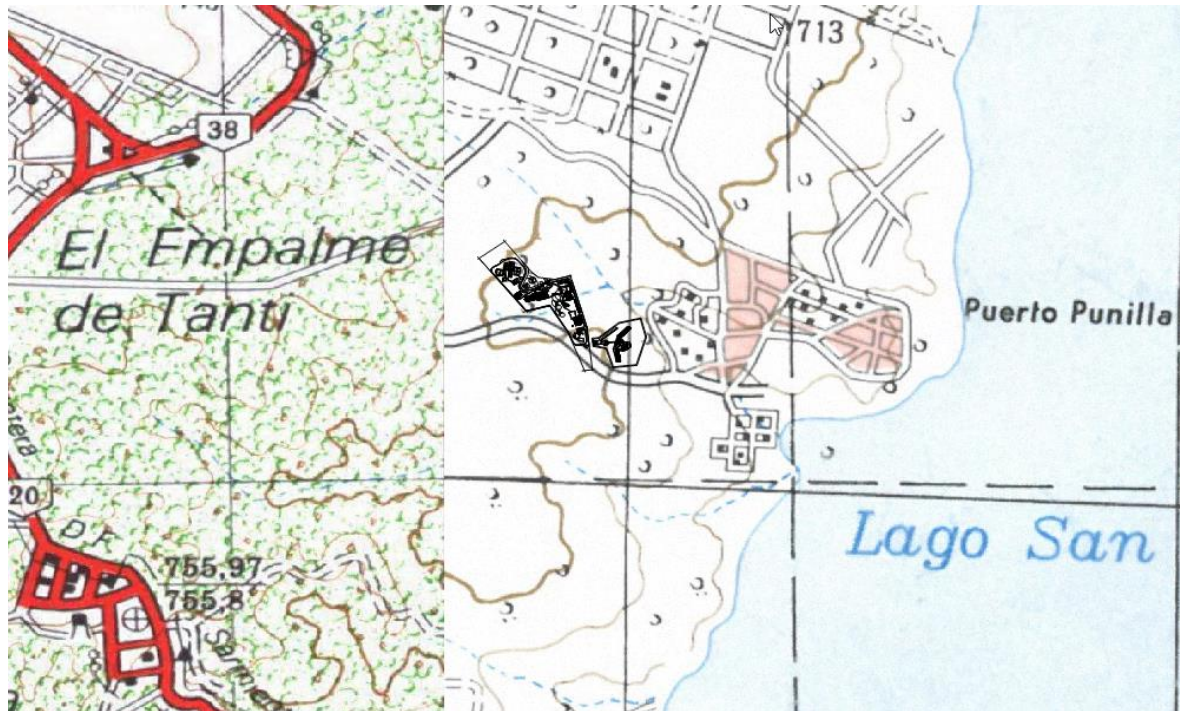 713
38
El Empalme
de Tanti
Puerto Punilla
20
Lago San
D. F.
755,97
755,8